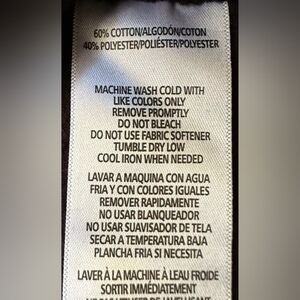 60% COTTON/ALGODÓN/COTON
40% POLYESTER/POLIÉSTER/POLYESTER
MACHINE WASH COLD WITH
LIKE COLORS ONLY
REMOVE PROMPTLY
DO NOT BLEACH
DO NOT USE FABRIC SOFTENER
TUMBLE DRY LOW
COOL IRON WHEN NEEDED
LAVAR A MAQUINA CON AGUA
FRIA Y CON COLORES IGUALES
REMOVER RAPIDAMENTE
NO USAR BLANQUEADOR
NO USAR SUAVISADOR DE TELA
SECAR A TEMPERATURA BAJA
PLANCHA FRIA SI NECESITA
LAVER À LA MACHINE À LEAU FROIDE
SORTIR IMMÉDIATEMENT